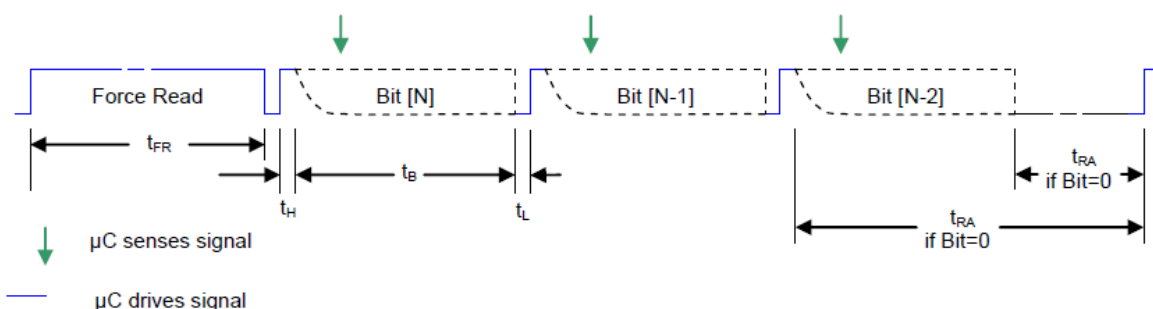 Force Read
Bit [N]
Bit [N-1]
Bit [N-2]
tFR
tB
tRA
if Bit=0
tH
tL
tRA
if Bit=0
µC senses signal
µC drives signal